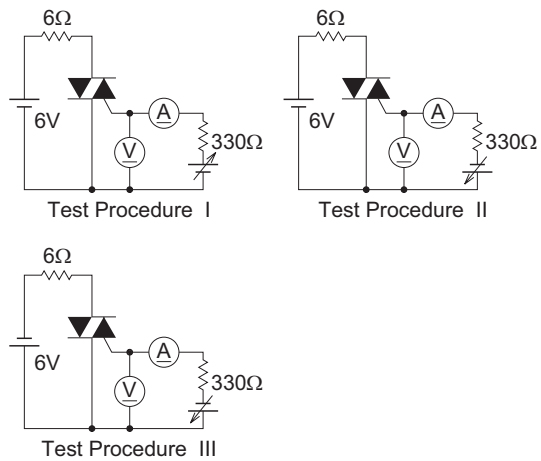 6Ω
6V
A
V
330Ω
Test Procedure I
6Ω
6V
A
V
330Ω
Test Procedure II
6Ω
6V
A
V
330Ω
Test Procedure III